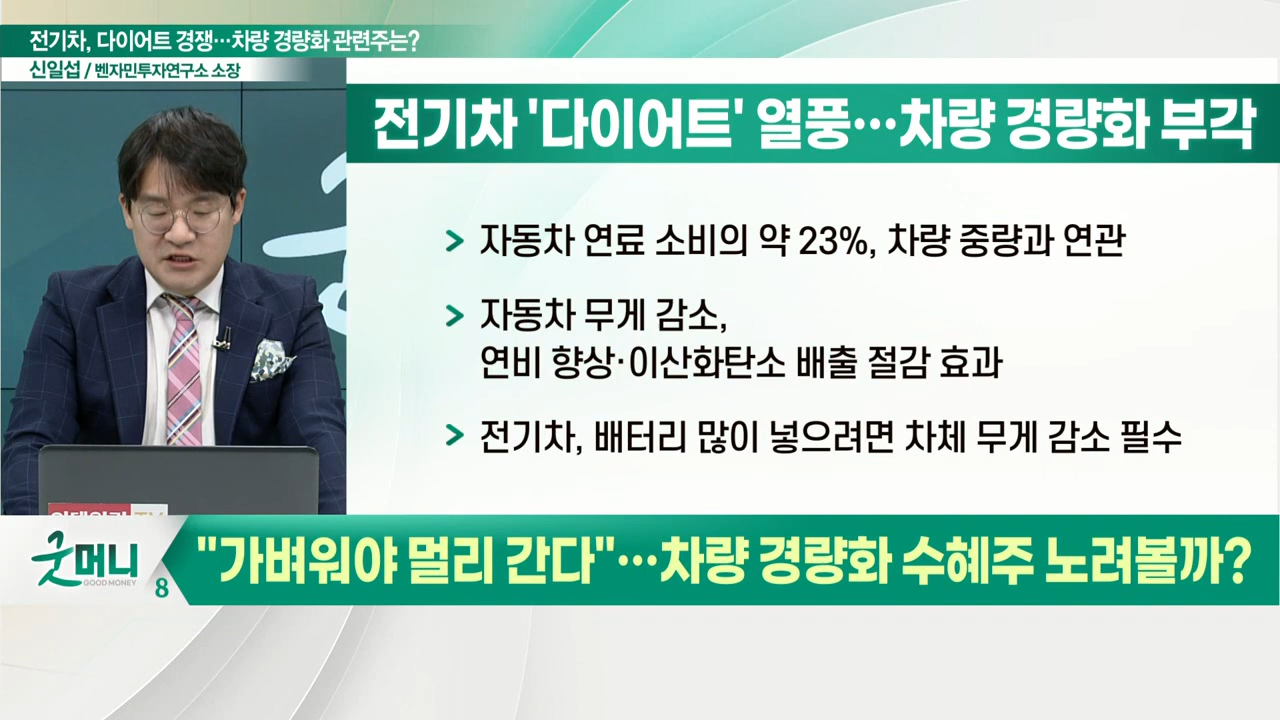 전기차, 다이어트 경쟁…차량 경량화 관련주는?
신일섭 / 벤자민투자연구소 소장
전기차 '다이어트' 열풍…차량 경량화 부각
> 자동차 연료 소비의 약 23%, 차량 중량과 연관
> 자동차 무게 감소,
연비 향상·이산화탄소 배출 절감 효과
> 전기차, 배터리 많이 넣으려면 차체 무게 감소 필수
굿머니
GOOD MONEY
8
"가벼워야 멀리 간다"…차량 경량화 수혜주 노려볼까?